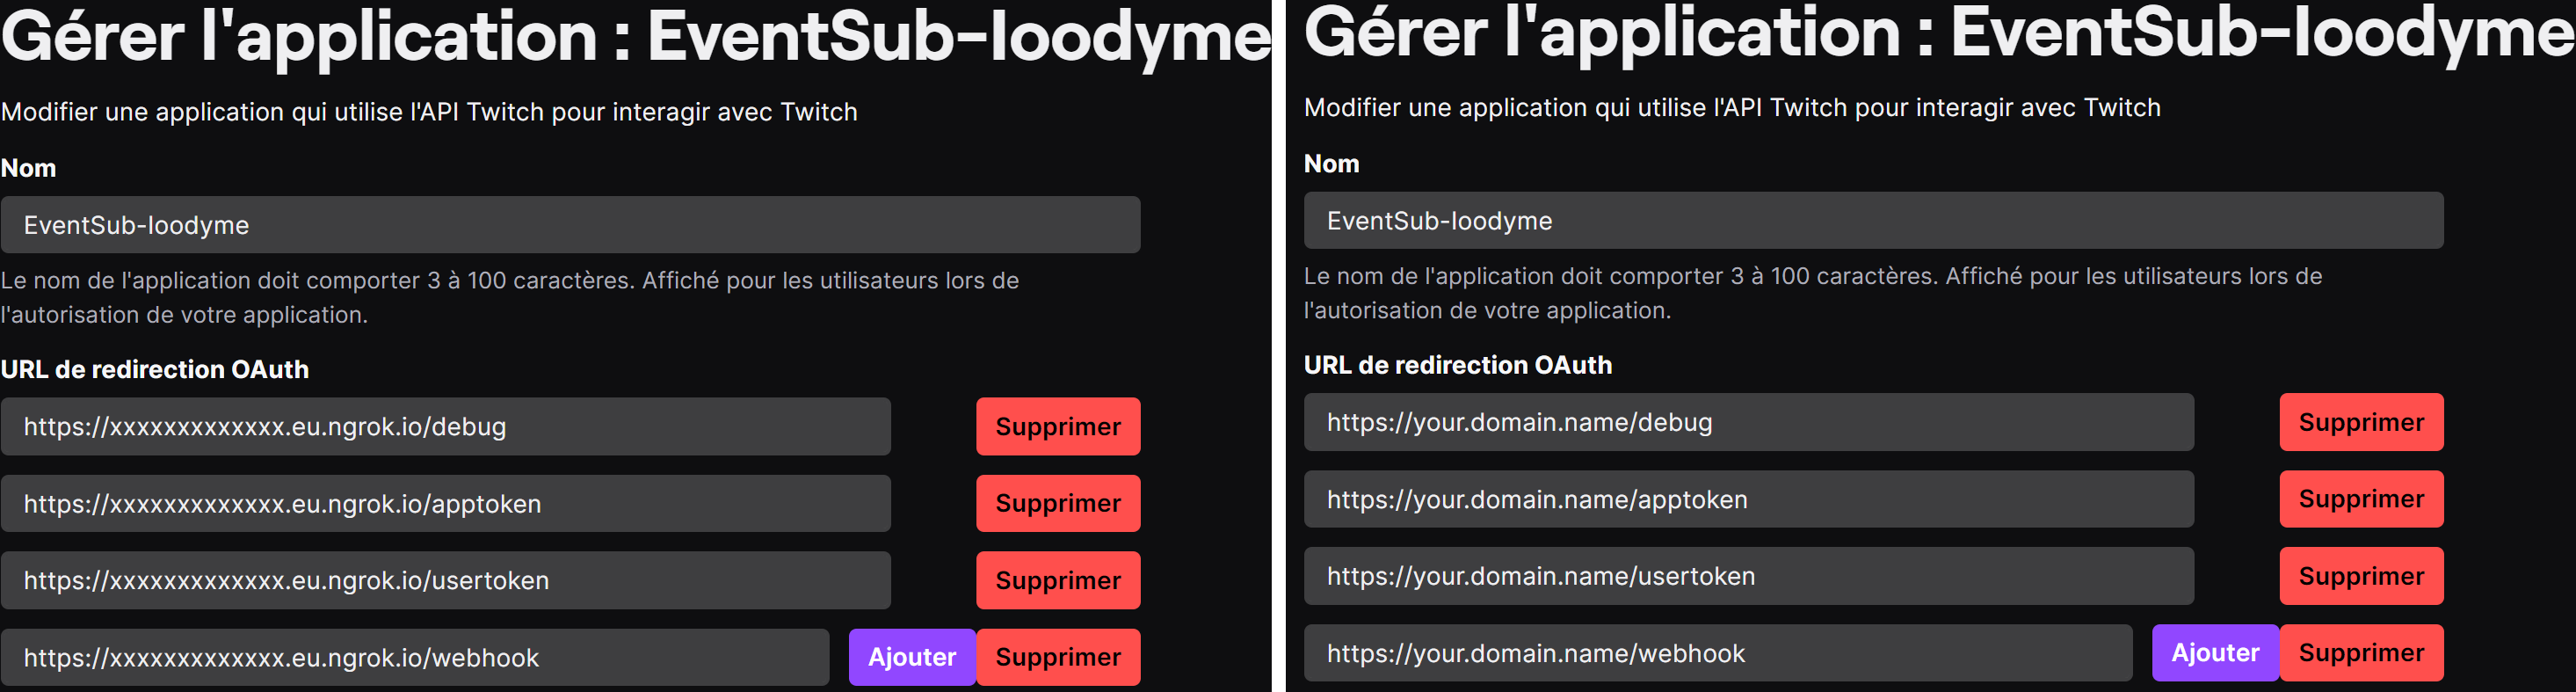 Gérer l'application : EventSub-loodyme
Modifier une application qui utilise l'API Twitch pour interagir avec Twitch
Nom
EventSub-loodyme
Le nom de l'application doit comporter 3 à 100 caractères. Affiché pour les utilisateurs lors de
l'autorisation de votre application.
URL de redirection OAuth
https://xxxxxxxxxxxxx.eu.ngrok.io/debug Supprimer
https://xxxxxxxxxxxxx.eu.ngrok.io/apptoken Supprimer
https://xxxxxxxxxxxxx.eu.ngrok.io/usertoken Supprimer
https://xxxxxxxxxxxxx.eu.ngrok.io/webhook Ajouter Supprimer
Gérer l'application : EventSub-loodyme
Modifier une application qui utilise l'API Twitch pour interagir avec Twitch
Nom
EventSub-loodyme
Le nom de l'application doit comporter 3 à 100 caractères. Affiché pour les utilisateurs lors de
l'autorisation de votre application.
URL de redirection OAuth
https://your.domain.name/debug Supprimer
https://your.domain.name/apptoken Supprimer
https://your.domain.name/usertoken Supprimer
https://your.domain.name/webhook Ajouter Supprimer